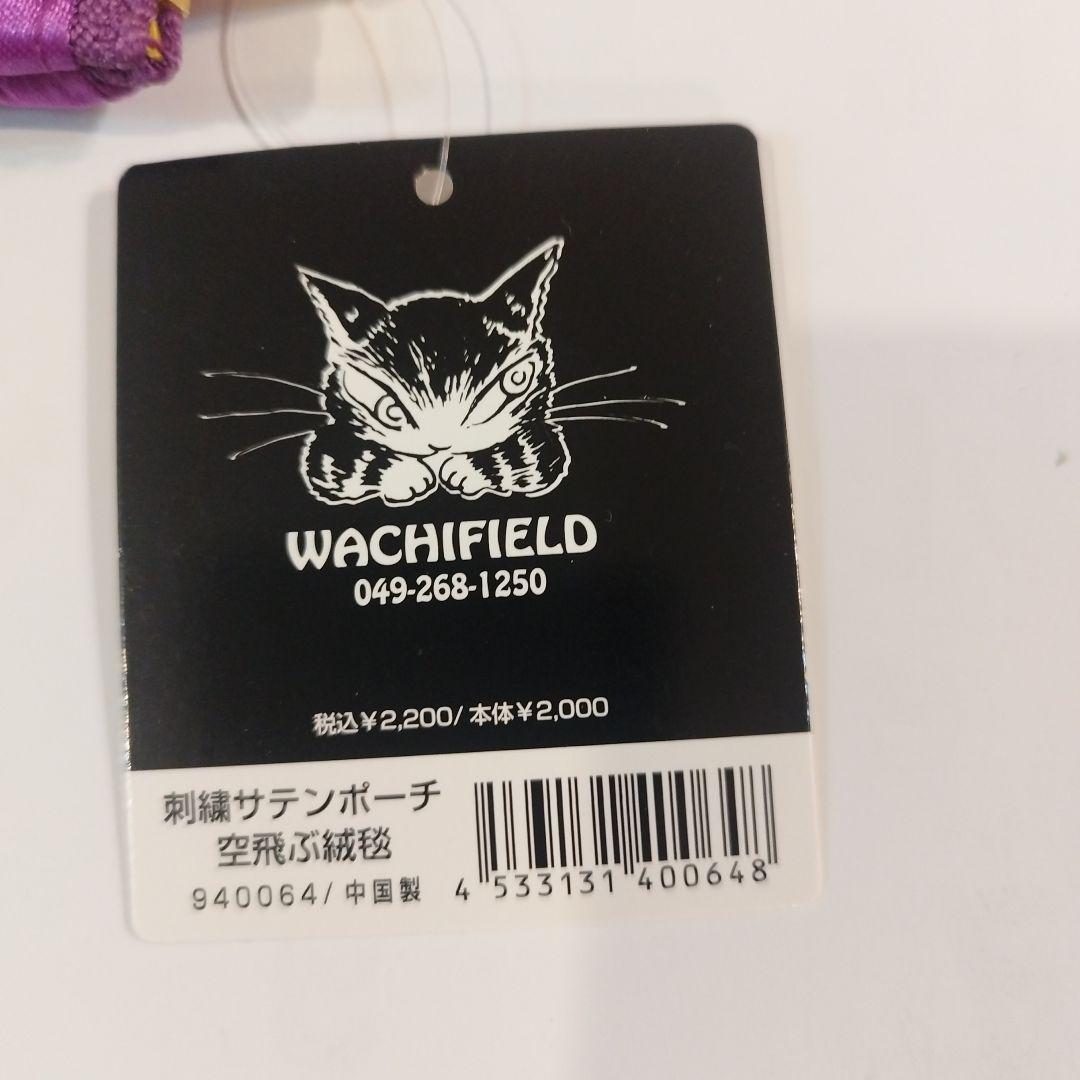 WACHIFIELD
049-268-1250
税込¥2,200/本体¥2,000
刺繍サテンポーチ
空飛ぶ絨毯
940064/中国製
4 533131 400648